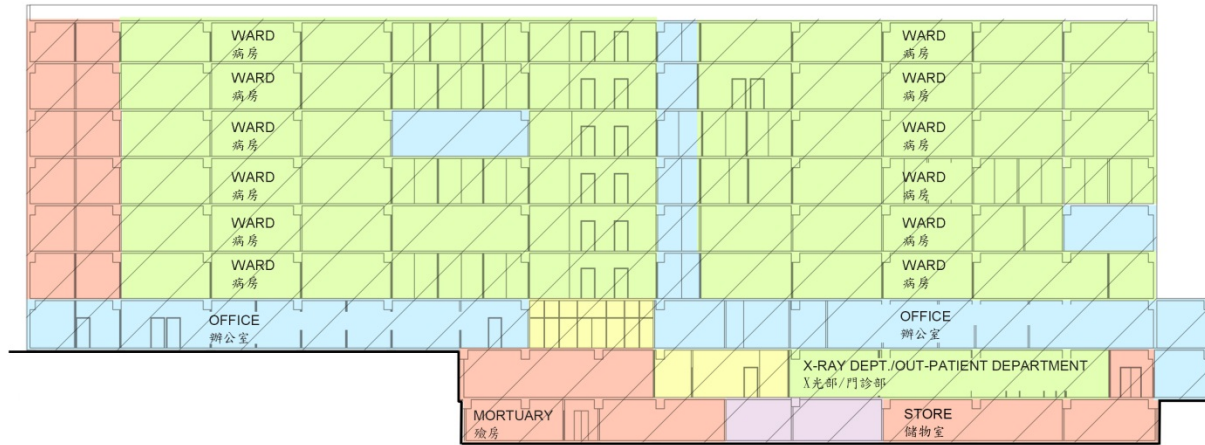 WARD
病房
WARD
病房
WARD
病房
WARD
病房
WARD
病房
WARD
病房
WARD
病房
WARD
病房
WARD
病房
WARD
病房
WARD
病房
WARD
病房
OFFICE
辦公室
OFFICE
辦公室
X-RAY DEPT./OUT-PATIENT DEPARTMENT
X光部/門診部
MORTUARY
殮房
STORE
儲物室